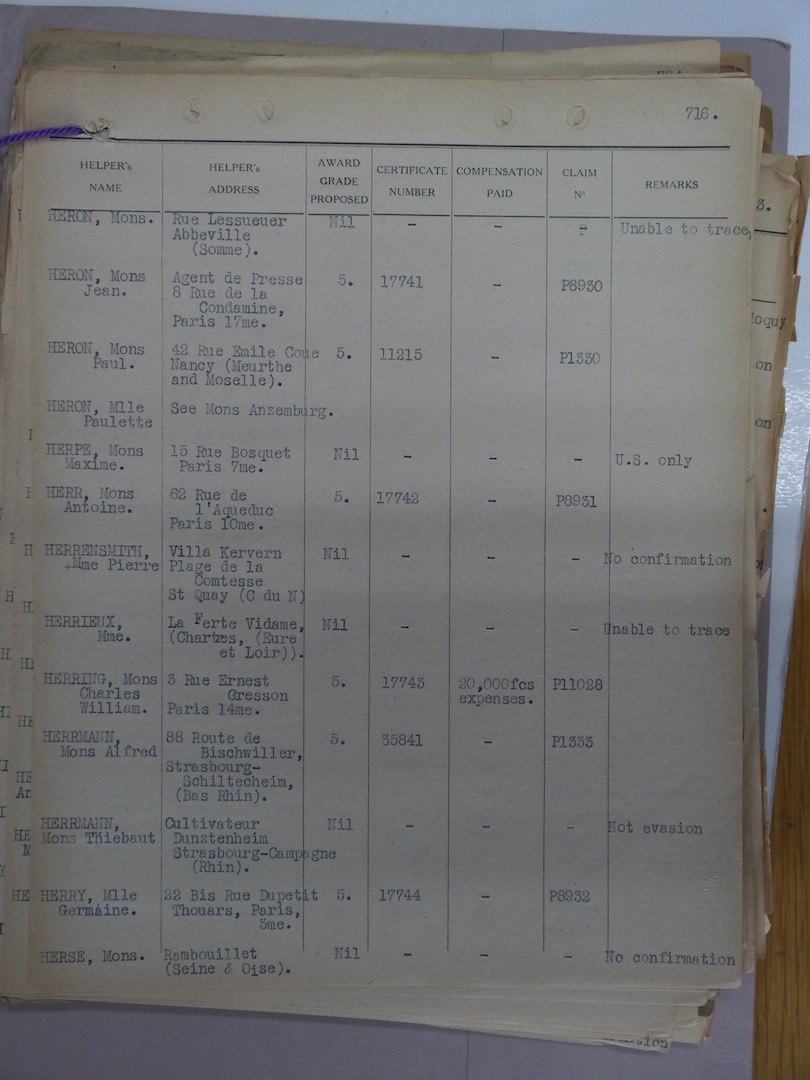 716.
HELPER's NAME | HELPER's ADDRESS | AWARD GRADE PROPOSED | CERTIFICATE NUMBER | COMPENSATION PAID | CLAIM Nº | REMARKS
HERON, Mons. | Rue Lessueuer | Nil | - | - | - | Unable to trace,
Abbeville
(Somme).
HERON, Mons | Agent de Presse | 5. | 17741 | - | P8930
Jean. | 8 Rue de la
Condamine,
Paris 17me.
HERON, Mons | 42 Rue Emile Coue | 5. | 11215 | - | P1330
Paul. | Nancy (Meurthe
and Moselle).
HERON, Mlle | See Mons Anzemburg.
Paulette
HERPE, Mons | 15 Rue Bosquet | Nil | - | - | - | U.S. only
Maxime. | Paris 7me.
HERR, Mons | 62 Rue de | 5. | 17742 | - | P8931
Antoine. | l'Aqueduc
Paris 10me.
HERRENSMITH, | Villa Kervern | Nil | - | - | - | No confirmation
+Mme Pierre | Plage de la
Comtesse
St Quay (C du N)
HERRIEUX, | La Ferte Vidame, | Nil | - | - | - | Unable to trace
Mme. | (Chartres, (Eure
et Loir)).
HERRING, Mons | 3 Rue Ernest | 5. | 17743 | 20,000fcs | P11028
Charles | Cresson | expenses.
William. | Paris 14me.
HERRMANN, | 88 Route de | 5. | 35841 | - | P1333
Mons Alfred | Bischwiller,
Strasbourg-
Schiltecheim,
(Bas Rhin).
HERRMANN, | Cultivateur | Nil | - | - | - | Not evasion
Mons Thiebaut | Dunztenheim
Strasbourg-Campagne
(Rhin).
HERRY, Mlle | 22 Bis Rue Dupetit | 5. | 17744 | - | P8932
Germaine. | Thouars, Paris,
3me.
HERSE, Mons. | Rambouillet | Nil | - | - | - | No confirmation
(Seine & Oise).